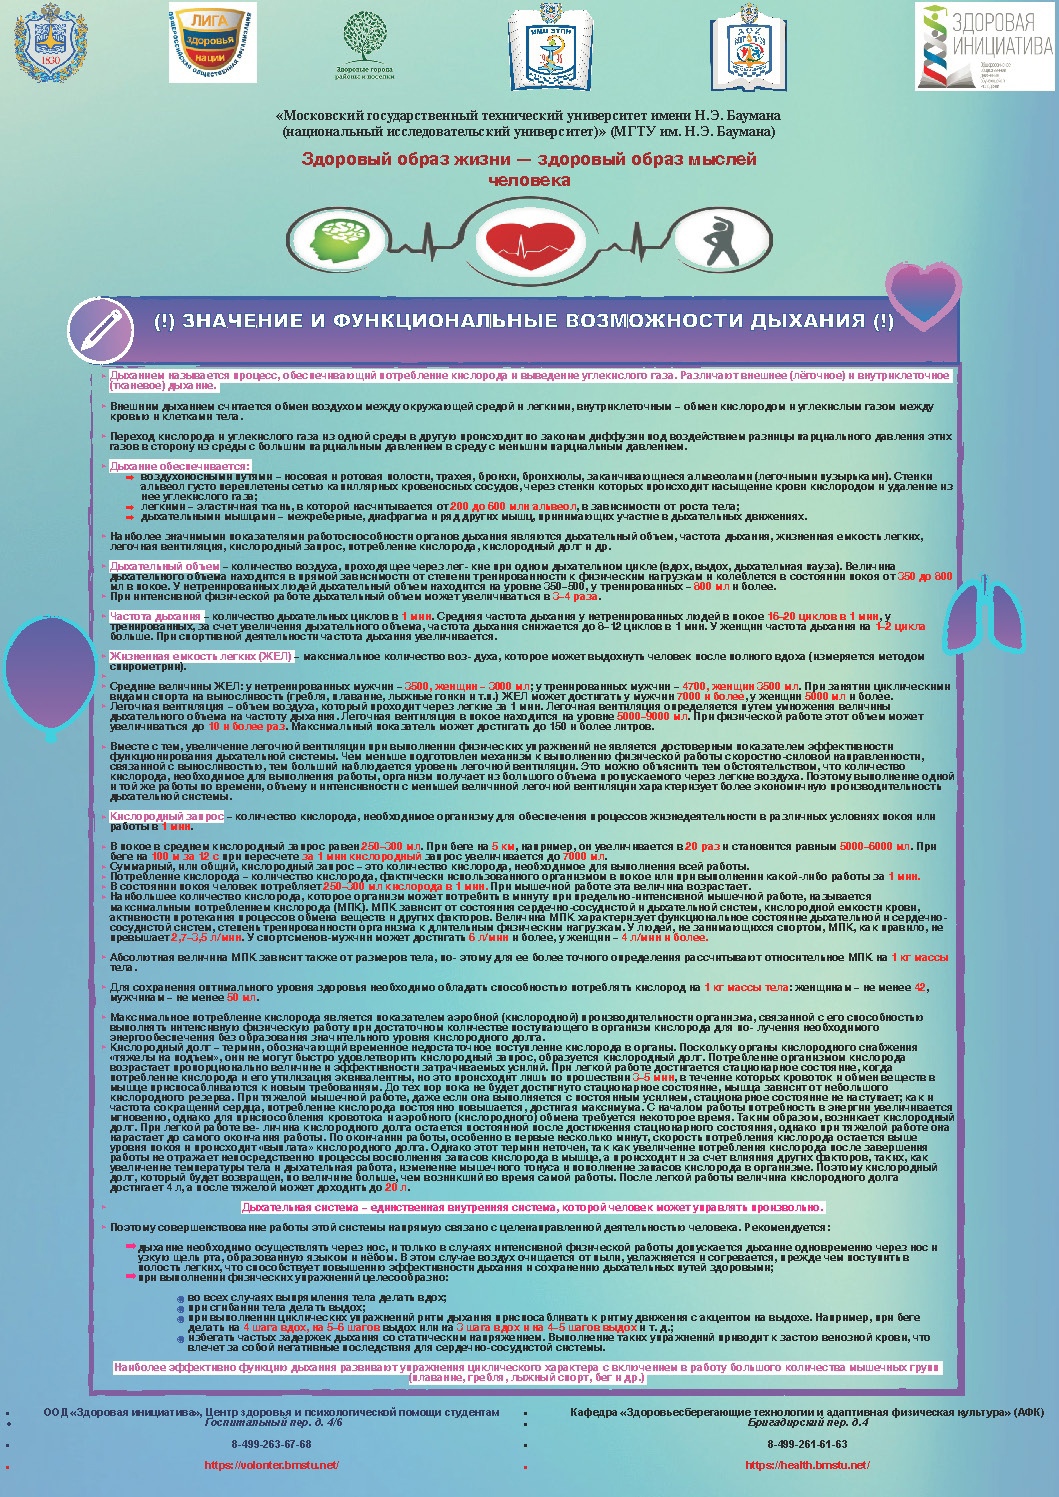 1830
ОБЩЕРОССИЙСКАЯ ОБЩЕСТВЕННАЯ ОРГАНИЗАЦИЯ
ЛИГА
здоровья
нации
Здоровые города
районы и поселки
ЗДОРОВАЯ
ИНИЦИАТИВА
«Московский государственный технический университет имени Н.Э. Баумана
(национальный исследовательский университет)» (МГТУ им. Н.Э. Баумана)
Здоровый образ жизни — здоровый образ мыслей
человека
(!) ЗНАЧЕНИЕ И ФУНКЦИОНАЛЬНЫЕ ВОЗМОЖНОСТИ ДЫХАНИЯ (!)
Дыханием называется процесс, обеспечивающий потребление кислорода и выведение углекислого газа. Различают внешнее (лёгочное) и внутриклеточное
(тканевое) дыхание.
Внешним дыханием считается обмен воздухом между окружающей средой и легкими, внутриклеточным – обмен кислородом и углекислым газом между
кровью и клетками тела.
Переход кислорода и углекислого газа из одной среды в другую происходит по законам диффузии под воздействием разницы парциального давления этих
газов в сторону из среды с большим парциальным давлением в среду с меньшим парциальным давлением.
Дыхание обеспечивается:
воздухоносными путями – носовая и ротовая полости, трахея, бронхи, бронхиолы, заканчивающиеся альвеолами (легочными пузырьками). Стенки
альвеол густо переплетены сетью капиллярных кровеносных сосудов, через стенки которых происходит насыщение крови кислородом и удаление из
нее углекислого газа;
легкими – эластичная ткань, в которой насчитывается от 200 до 600 млн альвеол, в зависимости от роста тела;
дыхательными мышцами – межреберные, диафрагма и ряд других мышц, принимающих участие в дыхательных движениях.
Наиболее значимыми показателями работоспособности органов дыхания являются дыхательный объем, частота дыхания, жизненная емкость легких,
легочная вентиляция, кислородный запрос, потребление кислорода, кислородный долг и др.
Дыхательный объем – количество воздуха, проходящее через лег- кие при одном дыхательном цикле (вдох, выдох, дыхательная пауза). Величина
дыхательного объема находится в прямой зависимости от степени тренированности к физическим нагрузкам и колеблется в состоянии покоя от 350 до 800
мл в покое. У нетренированных людей дыхательный объем находится на уровне 350–500, у тренированных – 800 мл и более.
При интенсивной физической работе дыхательный объем может увеличиваться в 3–4 раза.
Частота дыхания – количество дыхательных циклов в 1 мин. Средняя частота дыхания у нетренированных людей в покое 16–20 циклов в 1 мин, у
тренированных, за счет увеличения дыхательного объема, частота дыхания снижается до 8–12 циклов в 1 мин. У женщин частота дыхания на 1–2 цикла
больше. При спортивной деятельности частота дыхания увеличивается.
Жизненная емкость легких (ЖЕЛ) – максимальное количество воз- духа, которое может выдохнуть человек после полного вдоха (измеряется методом
спирометрии).
Средние величины ЖЕЛ: у нетренированных мужчин – 3500, женщин – 3000 мл; у тренированных мужчин – 4700, женщин 3500 мл. При занятии циклическими
видами спорта на выносливость (гребля, плавание, лыжные гонки и т.п.) ЖЕЛ может достигать у мужчин 7000 и более, у женщин 5000 мл и более.
Легочная вентиляция – объем воздуха, который проходит через легкие за 1 мин. Легочная вентиляция определяется путем умножения величины
дыхательного объема на частоту дыхания. Легочная вентиляция в покое находится на уровне 5000–9000 мл. При физической работе этот объем может
увеличиваться до 10 и более раз. Максимальный показатель может достигать до 150 и более литров.
Вместе с тем, увеличение легочной вентиляции при выполнении физических упражнений не является достоверным показателем эффективности
функционирования дыхательной системы. Чем меньше подготовлен механизм к выполнению физической работы скоростно-силовой направленности,
связанной с выносливостью, тем больший наблюдается уровень легочной вентиляции. Это можно объяснить тем обстоятельством, что количество
кислорода, необходимое для выполнения работы, организм получает из большого объема пропускаемого через легкие воздуха. Поэтому выполнение одной
и той же работы по времени, объему и интенсивности с меньшей величиной легочной вентиляции характеризует более экономичную производительность
дыхательной системы.
Кислородный запрос – количество кислорода, необходимое организму для обеспечения процессов жизнедеятельности в различных условиях покоя или
работы в 1 мин.
В покое в среднем кислородный запрос равен 250–300 мл. При беге на 5 км, например, он увеличивается в 20 раз и становится равным 5000–6000 мл. При
беге на 100 м за 12 с при пересчете за 1 мин кислородный запрос увеличивается до 7000 мл.
Суммарный, или общий, кислородный запрос – это количество кислорода, необходимое для выполнения всей работы.
Потребление кислорода – количество кислорода, фактически использованного организмом в покое или при выполнении какой-либо работы за 1 мин.
В состоянии покоя человек потребляет 250–300 мл кислорода в 1 мин. При мышечной работе эта величина возрастает.
Наибольшее количество кислорода, которое организм может потребить в минуту при предельно-интенсивной мышечной работе, называется
максимальным потреблением кислорода (МПК). МПК зависит от состояния сердечно-сосудистой и дыхательной систем, кислородной емкости крови,
активности протекания процессов обмена веществ и других факторов. Величина МПК характеризует функциональное состояние дыхательной и сердечно-
сосудистой систем, степень тренированности организма к длительным физическим нагрузкам. У людей, не занимающихся спортом, МПК, как правило, не
превышает 2,7–3,5 л/мин. У спортсменов-мужчин может достигать 6 л/мин и более, у женщин – 4 л/мин и более.
Абсолютная величина МПК зависит также от размеров тела, по- этому для ее более точного определения рассчитывают относительное МПК на 1 кг массы
тела.
Для сохранения оптимального уровня здоровья необходимо обладать способностью потреблять кислород на 1 кг массы тела: женщинам – не менее 42,
мужчинам – не менее 50 мл.
Максимальное потребление кислорода является показателем аэробной (кислородной) производительности организма, связанной с его способностью
выполнять интенсивную физическую работу при достаточном количестве поступающего в организм кислорода для по- лучения необходимого
энергообеспечения без образования значительного уровня кислородного долга.
Кислородный долг – термин, обозначающий временное недостаточное поступление кислорода в органы. Поскольку органы кислородного снабжения
«тяжелы на подъем», они не могут быстро удовлетворить кислородный запрос, образуется кислородный долг. Потребление организмом кислорода
возрастает пропорционально величине и эффективности затрачиваемых усилий. При легкой работе достигается стационарное состояние, когда
потребление кислорода и его утилизация эквивалентны, но это происходит лишь по прошествии 3–5 мин, в течение которых кровоток и обмен веществ в
мышце приспосабливаются к новым требованиям. До тех пор пока не будет достигнуто стационарное состояние, мышца зависит от небольшого
кислородного резерва. При тяжелой мышечной работе, даже если она выполняется с постоянным усилием, стационарное состояние не наступает; как и
частота сокращений сердца, потребление кислорода постоянно повышается, достигая максимума. С началом работы потребность в энергии увеличивается
мгновенно, однако для приспособления кровотока и аэробного (кислородного) обмена требуется некоторое время. Таким образом, возникает кислородный
долг. При легкой работе ве- личина кислородного долга остается постоянной после достижения стационарного состояния, однако при тяжелой работе она
нарастает до самого окончания работы. По окончании работы, особенно в первые несколько минут, скорость потребления кислорода остается выше
уровня покоя и происходит «выплата» кислородного долга. Однако этот термин неточен, так как увеличение потребления кислорода после завершения
работы не отражает непосредственно процессы восполнения запасов кислорода в мышце, а происходит и за счет влияния других факторов, таких, как
увеличение температуры тела и дыхательная работа, изменение мышечного тонуса и пополнение запасов кислорода в организме. Поэтому кислородный
долг, который будет возвращен, по величине больше, чем возникший во время самой работы. После легкой работы величина кислородного долга
достигает 4 л, а после тяжелой может доходить до 20 л.
Дыхательная система – единственная внутренняя система, которой человек может управлять произвольно.
Поэтому совершенствование работы этой системы напрямую связано с целенаправленной деятельностью человека. Рекомендуется:
дыхание необходимо осуществлять через нос, и только в случаях интенсивной физической работы допускается дыхание одновременно через нос и
узкую щель рта, образованную языком и нёбом. В этом случае воздух очищается от пыли, увлажняется и согревается, прежде чем поступить в
полость легких, что способствует повышению эффективности дыхания и сохранению дыхательных путей здоровыми;
при выполнении физических упражнений целесообразно:
во всех случаях выпрямления тела делать вдох;
при сгибании тела делать выдох;
при выполнении циклических упражнений ритм дыхания приспосабливать к ритму движения с акцентом на выдохе. Например, при беге
делать на 4 шага вдох, на 5–6 шагов выдох или на 3 шага вдох и на 4–5 шагов выдох и т. д.;
избегать частых задержек дыхания со статическим напряжением. Выполнение таких упражнений приводит к застою венозной крови, что
влечет за собой негативные последствия для сердечно-сосудистой системы.
Наиболее эффективно функцию дыхания развивают упражнения циклического характера с включением в работу большого количества мышечных групп
(плавание, гребля, лыжный спорт, бег и др.)
ООД «Здоровая инициатива», Центр здоровья и психологической помощи студентам
Госпитальный пер. д. 4/6
8-499-263-67-68
https://volonter.bmstu.net/
Кафедра «Здоровьесберегающие технологии и адаптивная физическая культура» (АФК)
Бригадирский пер. д.4
8-499-261-61-63
https://health.bmstu.net/